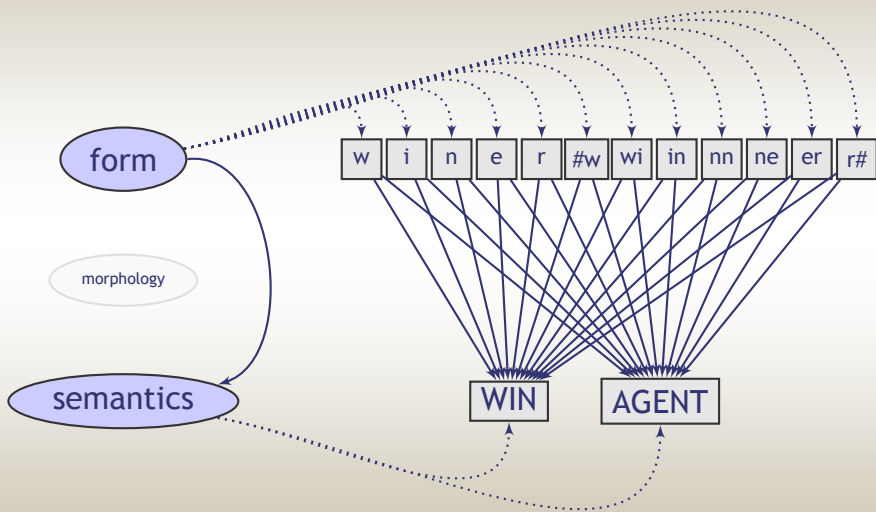 form
w i n e r #w wi in nn ne er r#
morphology
semantics
WIN AGENT